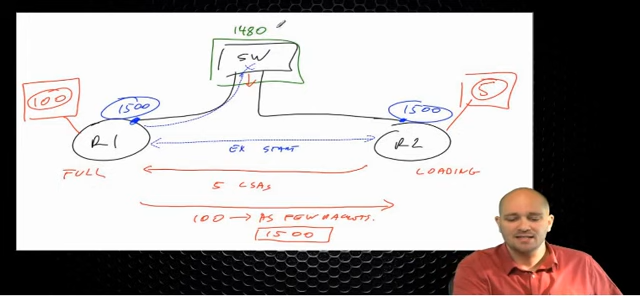 1480
SW
100
1500
1500
5
R1
R2
EX START
FULL
LOADING
5 LSAs
100 → AS FEW PACKETS.
1500